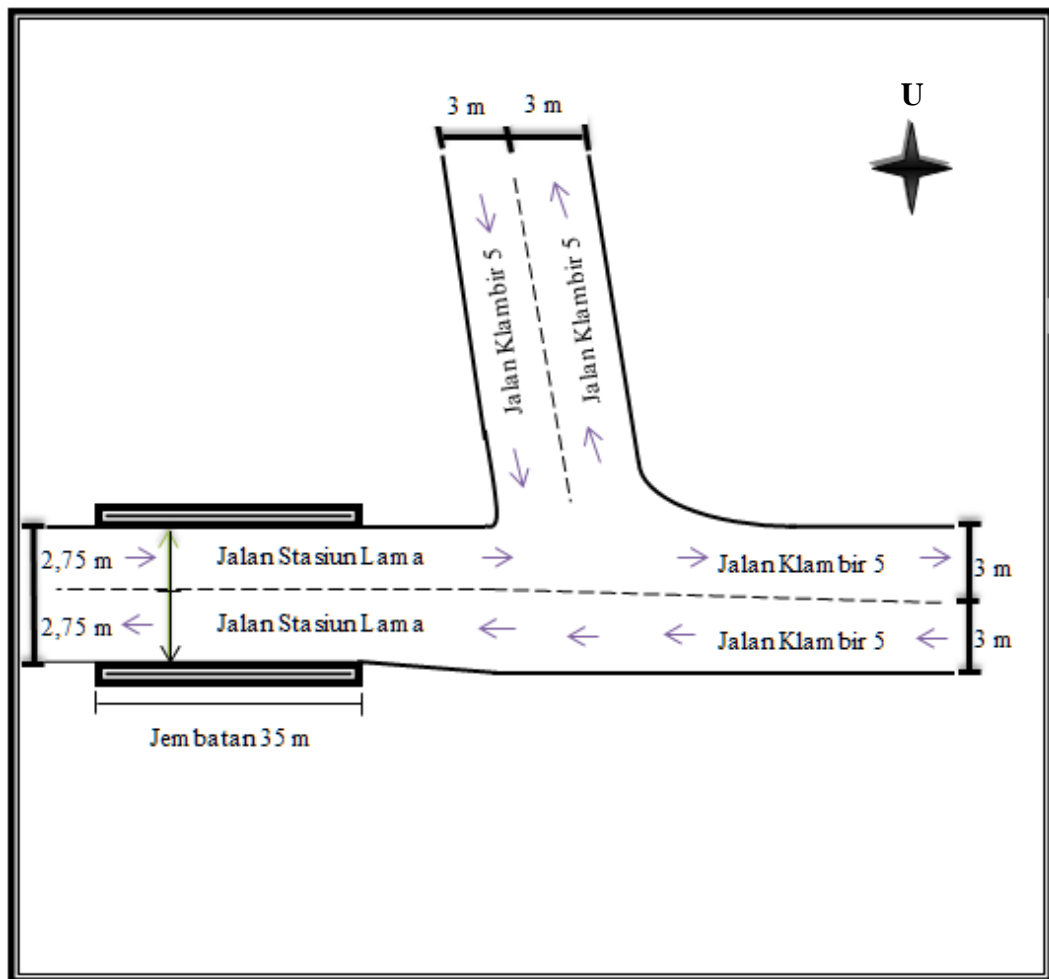 3 m
3 m
U
Jalan Klambir 5
Jalan Klambir 5
2,75 m
Jalan Stasiun Lama
Jalan Klambir 5
3 m
2,75 m
Jalan Stasiun Lama
Jalan Klambir 5
3 m
Jembatan 35 m